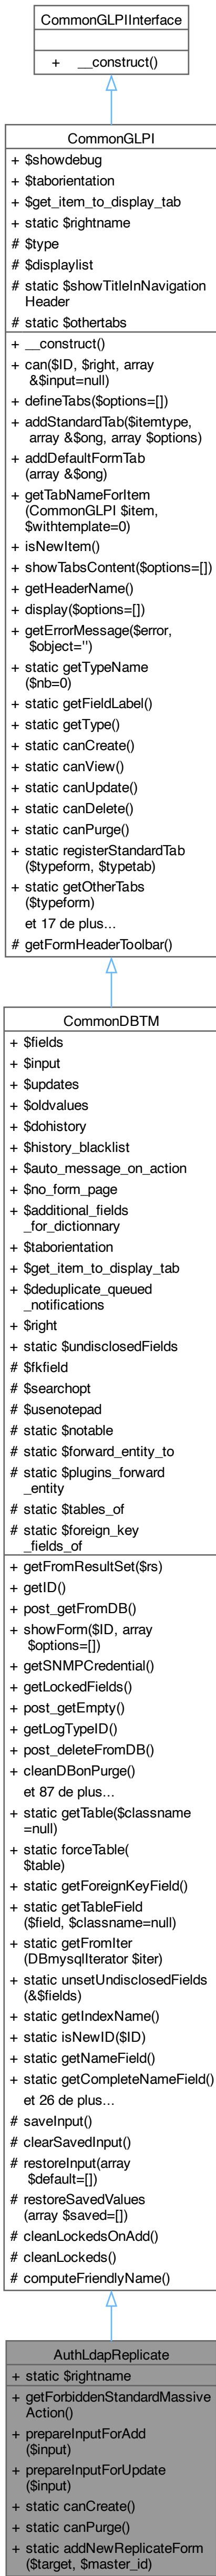 CommonGLPIInterface
+ __construct()
CommonGLPI
+ $showdebug
+ $taborientation
+ $get_item_to_display_tab
+ static $rightname
# $type
# $displaylist
# static $showTitleInNavigation
Header
# static $othertabs
+ __construct()
+ can($ID, $right, array
&$input=null)
+ defineTabs($options=[])
+ addStandardTab($itemtype,
array &$ong, array $options)
+ addDefaultFormTab
(array &$ong)
+ getTabNameForItem
(CommonGLPI $item,
$withtemplate=0)
+ isNewItem()
+ showTabsContent($options=[])
+ getHeaderName()
+ display($options=[])
+ getErrorMessage($error,
$object='')
+ static getTypeName
($nb=0)
+ static getFieldLabel()
+ static getType()
+ static canCreate()
+ static canView()
+ static canUpdate()
+ static canDelete()
+ static canPurge()
+ static registerStandardTab
($typeform, $typetab)
+ static getOtherTabs
($typeform)
et 17 de plus...
# getFormHeaderToolbar()
CommonDBTM
+ $fields
+ $input
+ $updates
+ $oldvalues
+ $dohistory
+ $history_blacklist
+ $auto_message_on_action
+ $no_form_page
+ $additional_fields
_for_dictionnary
+ $taborientation
+ $get_item_to_display_tab
+ $deduplicate_queued
_notifications
+ $right
+ static $undisclosedFields
# $fkfield
# $searchopt
# $usenotepad
# static $notable
# static $forward_entity_to
# static $plugins_forward
_entity
# static $tables_of
# static $foreign_key
_fields_of
+ getFromResultSet($rs)
+ getID()
+ post_getFromDB()
+ showForm($ID, array
$options=[])
+ getSNMPCredential()
+ getLockedFields()
+ post_getEmpty()
+ getLogTypeID()
+ post_deleteFromDB()
+ cleanDBonPurge()
et 87 de plus...
+ static getTable($classname
=null)
+ static forceTable(
$table)
+ static getForeignKeyField()
+ static getTableField
($field, $classname=null)
+ static getFromIter
(DBmysqlIterator $iter)
+ static unsetUndisclosedFields
(&$fields)
+ static getIndexName()
+ static isNewID($ID)
+ static getNameField()
+ static getCompleteNameField()
et 26 de plus...
# saveInput()
# clearSavedInput()
# restoreInput(array
$default=[])
# restoreSavedValues
(array $saved=[])
# cleanLockedsOnAdd()
# cleanLockeds()
# computeFriendlyName()
AuthLdapReplicate
+ static $rightname
+ getForbiddenStandardMassive
Action()
+ prepareInputForAdd
($input)
+ prepareInputForUpdate
($input)
+ static canCreate()
+ static canPurge()
+ static addNewReplicateForm
($target, $master_id)